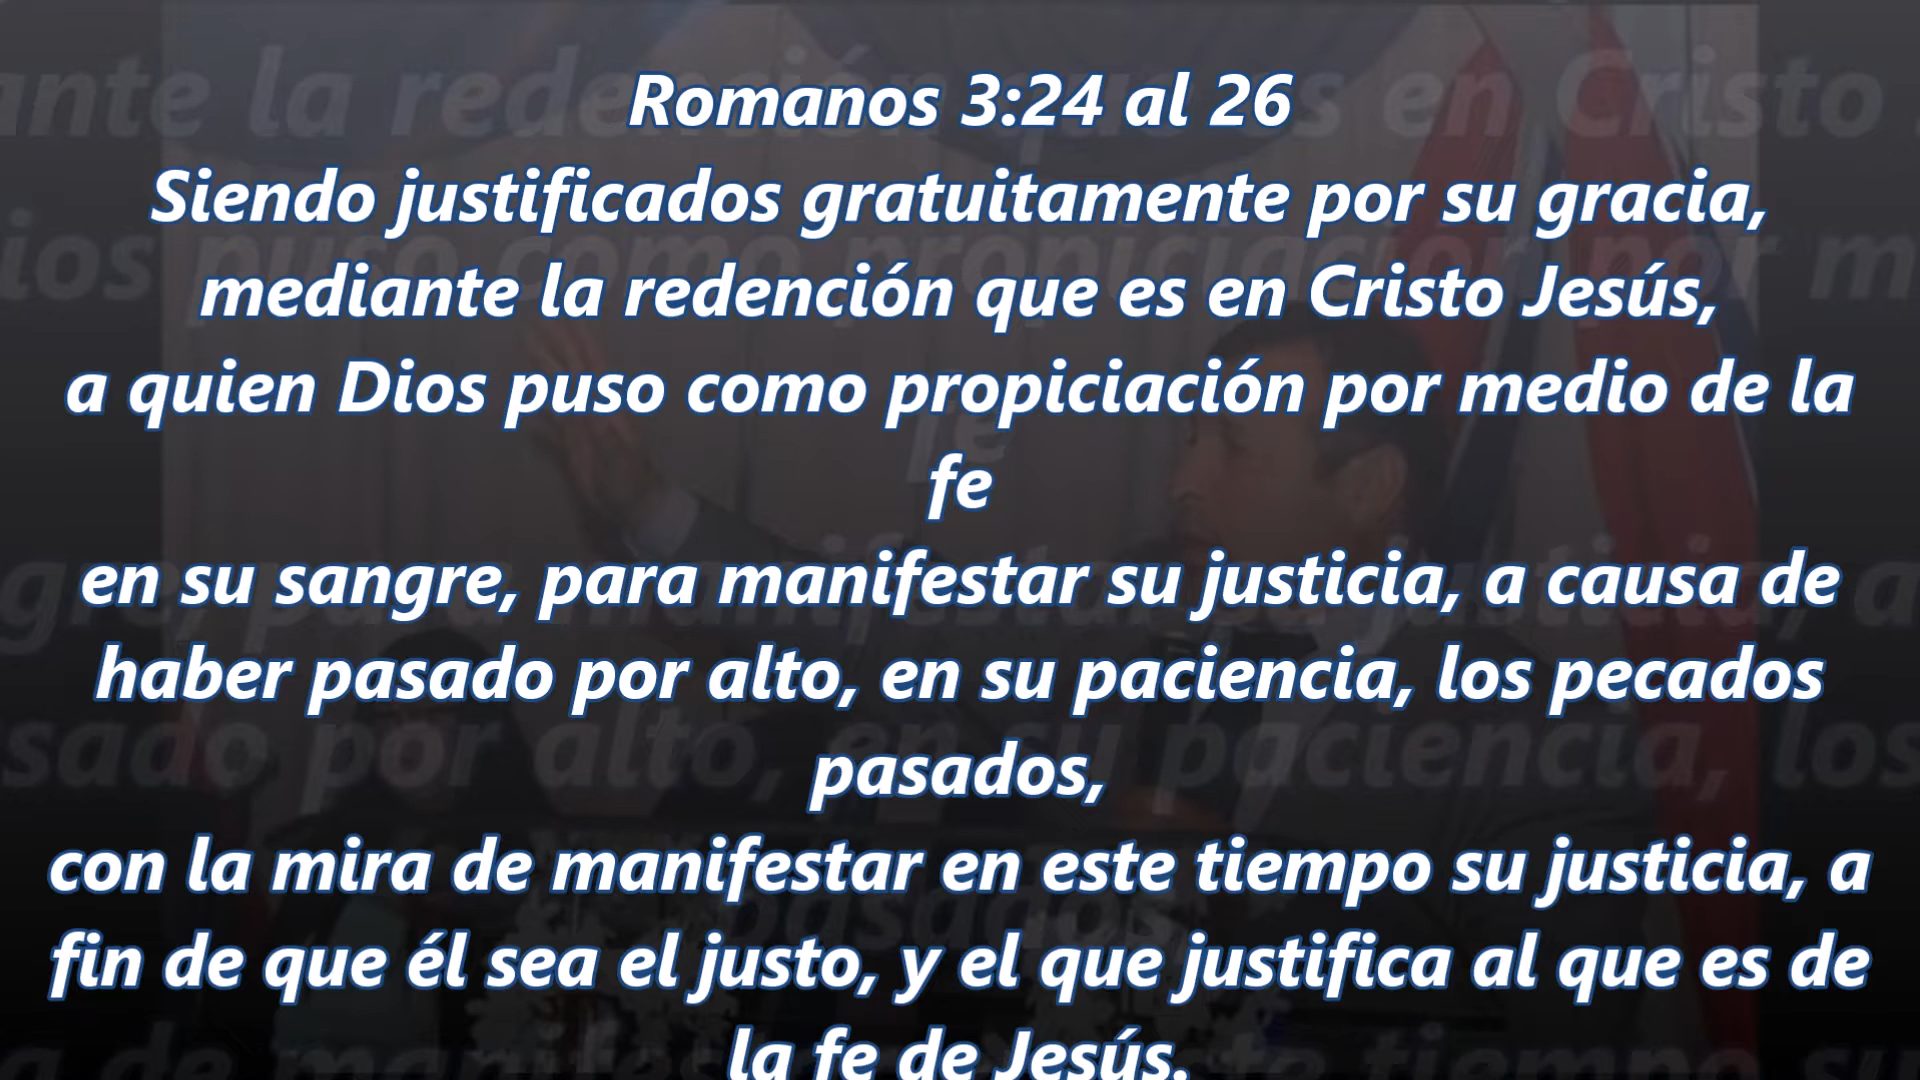 Romanos 3:24 al 26
Siendo justificados gratuitamente por su gracia,
mediante la redención que es en Cristo Jesús,
a quien Dios puso como propiciación por medio de la
fe
en su sangre, para manifestar su justicia, a causa de
haber pasado por alto, en su paciencia, los pecados
pasados,
con la mira de manifestar en este tiempo su justicia, a
fin de que él sea el justo, y el que justifica al que es de
la fe de Jesús.